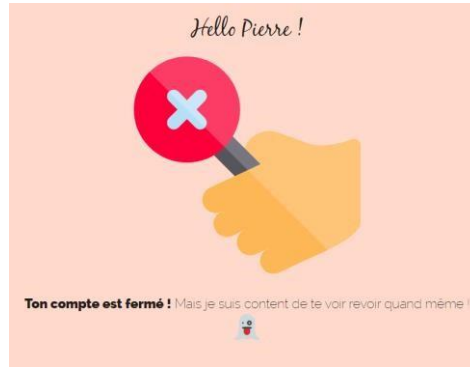 Hello Pierre !
Ton compte est fermé ! Mais je suis content de te voir revoir quand même !